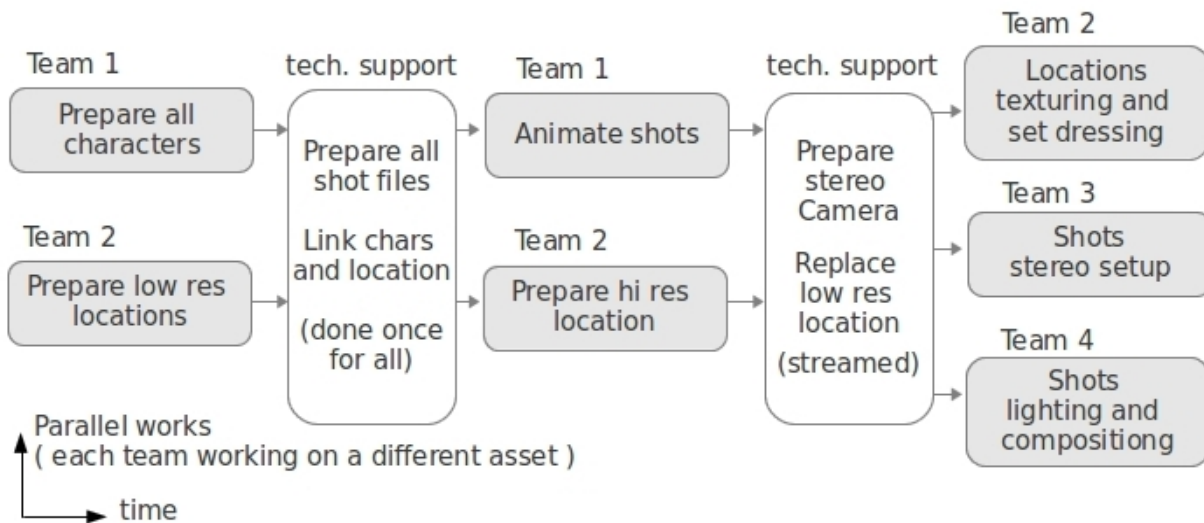 Team 1
Prepare all
characters
Team 2
Prepare low res
locations
tech. support
Prepare all
shot files
Link chars
and location
(done once
for all)
Team 1
Animate shots
Team 2
Prepare hi res
location
tech. support
Prepare
stereo
Camera
Replace
low res
location
(streamed)
Team 2
Locations
texturing and
set dressing
Team 3
Shots
stereo setup
Team 4
Shots
lighting and
compositiong
Parallel works
( each team working on a different asset )
time